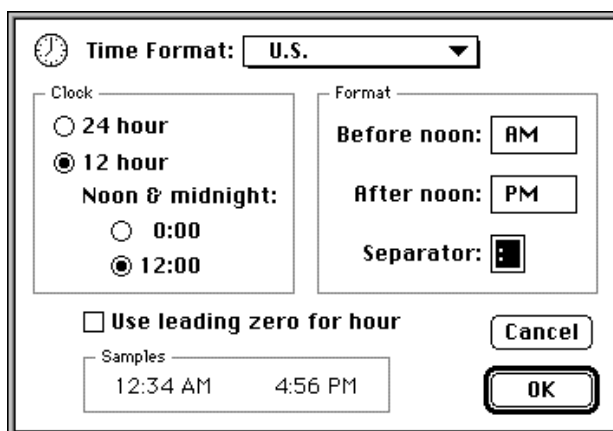 Time Format: U.S.
Clock
24 hour
12 hour
Noon & midnight:
0:00
12:00
Format
Before noon: AM
After noon: PM
Separator: :
Use leading zero for hour
Samples
12:34 AM 4:56 PM
Cancel
OK